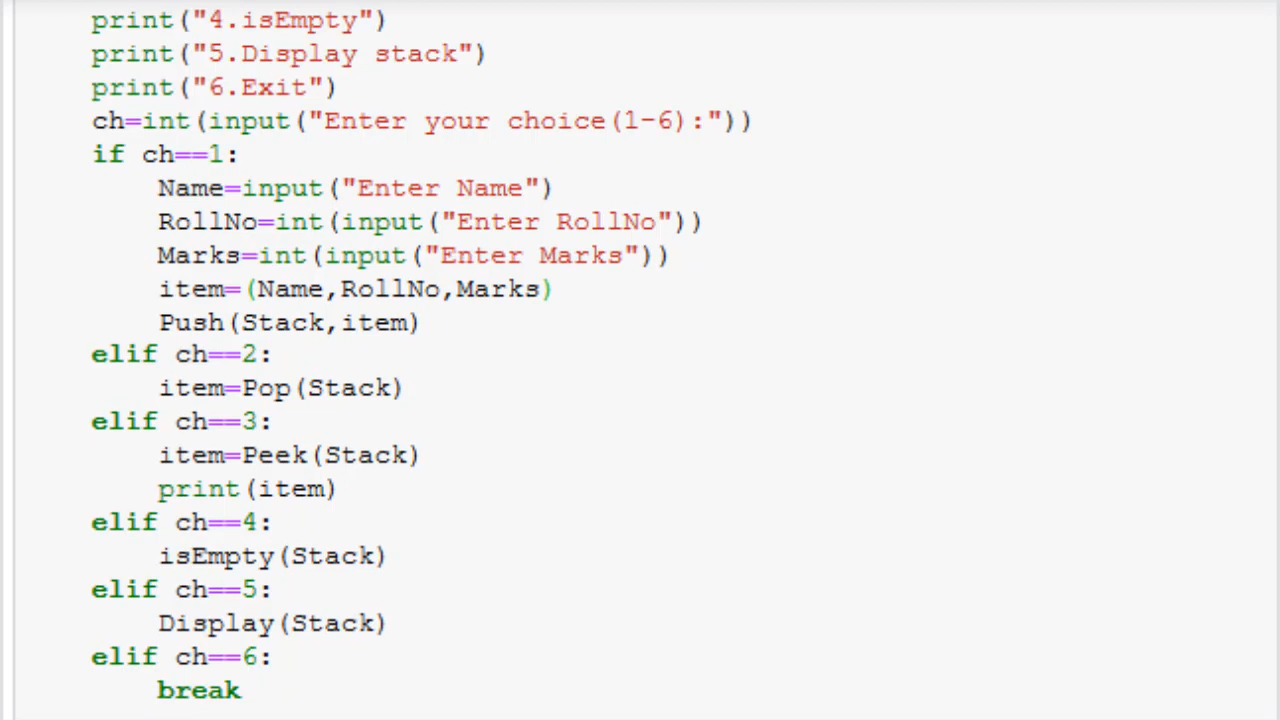 print("4.isEmpty")
print("5.Display stack")
print("6.Exit")
ch=int(input("Enter your choice(1-6):"))
if ch==1:
Name=input("Enter Name")
RollNo=int(input("Enter RollNo"))
Marks=int(input("Enter Marks"))
item=(Name,RollNo,Marks)
Push(Stack,item)
elif ch==2:
item=Pop(Stack)
elif ch==3:
item=Peek(Stack)
print(item)
elif ch==4:
isEmpty(Stack)
elif ch==5:
Display(Stack)
elif ch==6:
break